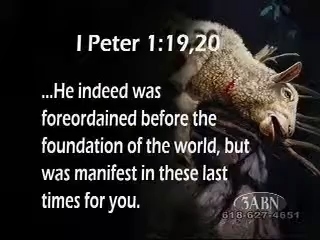 I Peter 1:19,20
...He indeed was
foreordained before the
foundation of the world, but
was manifest in these last
times for you.
3ABN
618-627-4651